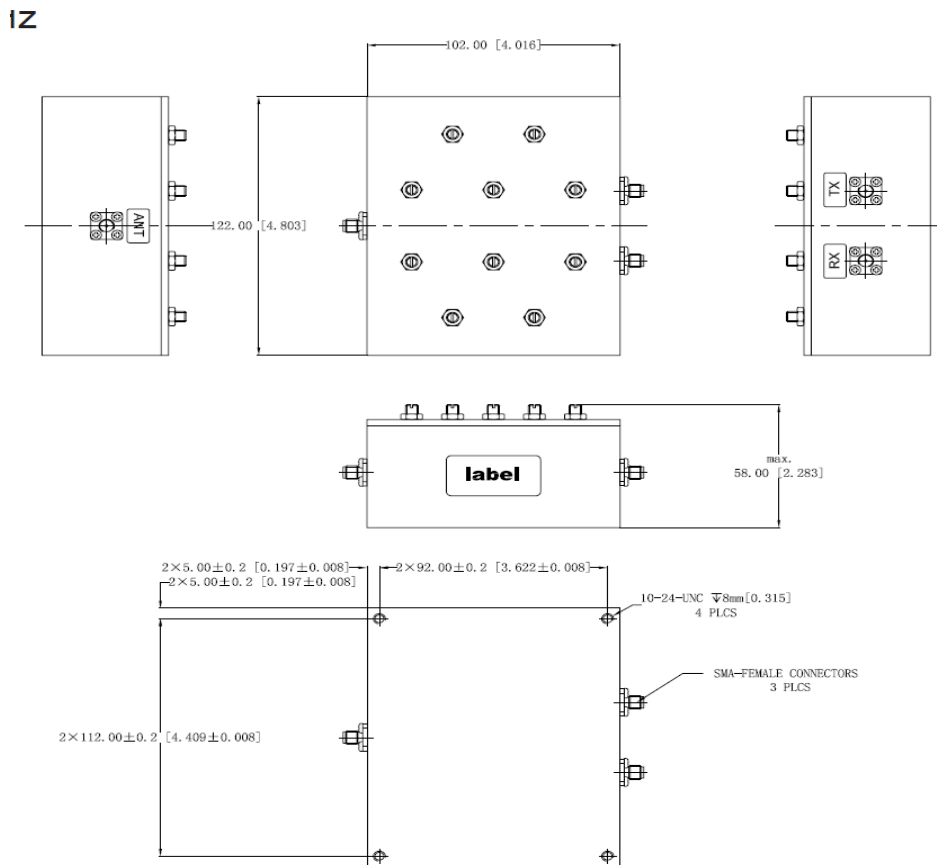 102.00 [4.016]
ANT
122.00 [4.803]
TX
RX
label
max.
58.00 [2.283]
2×5.00±0.2 [0.197±0.008]
2×92.00±0.2 [3.622±0.008]
2×5.00±0.2 [0.197±0.008]
10-24-UNC ↧8mm[0.315]
4 PLCS
SMA-FEMALE CONNECTORS
3 PLCS
2×112.00±0.2 [4.409±0.008]